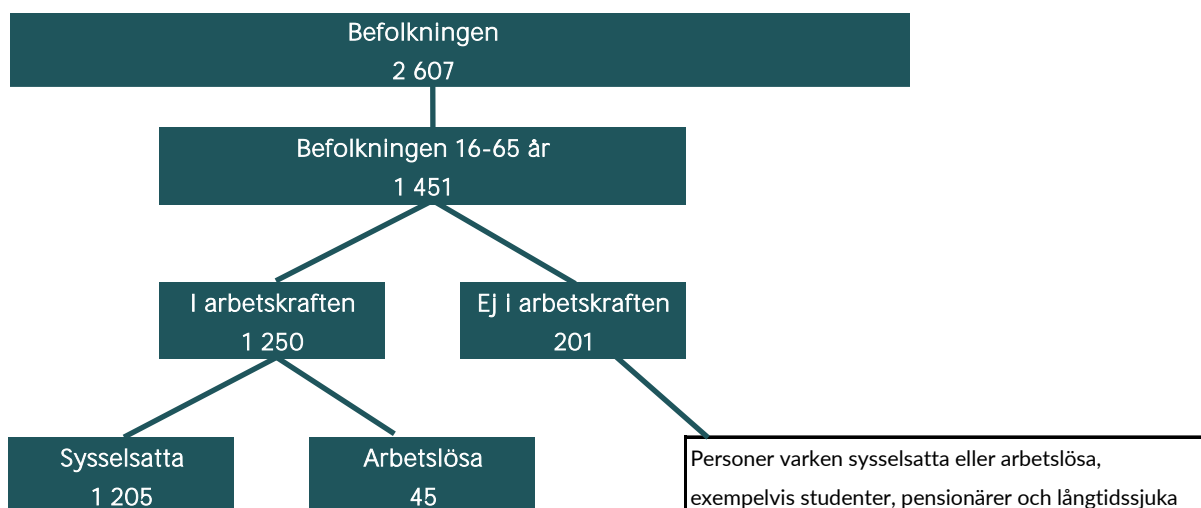 Befolkningen
2 607
Befolkningen 16-65 år
1 451
I arbetskraften
1 250
Ej i arbetskraften
201
Sysselsatta
1 205
Arbetslösa
45
Personer varken sysselsatta eller arbetslösa,
exempelvis studenter, pensionärer och långtidssjuka